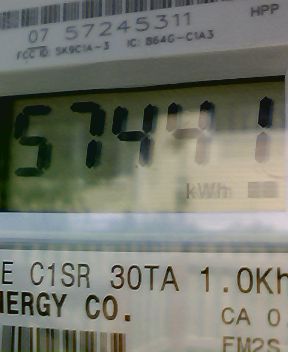 HPP
07 57245311
FCC ID: SK9C1A-3 IC: 864G-C1A3
57441
kWh
E C1SR 30TA 1.0Kh
NERGY CO.
CA 0.
FM2S